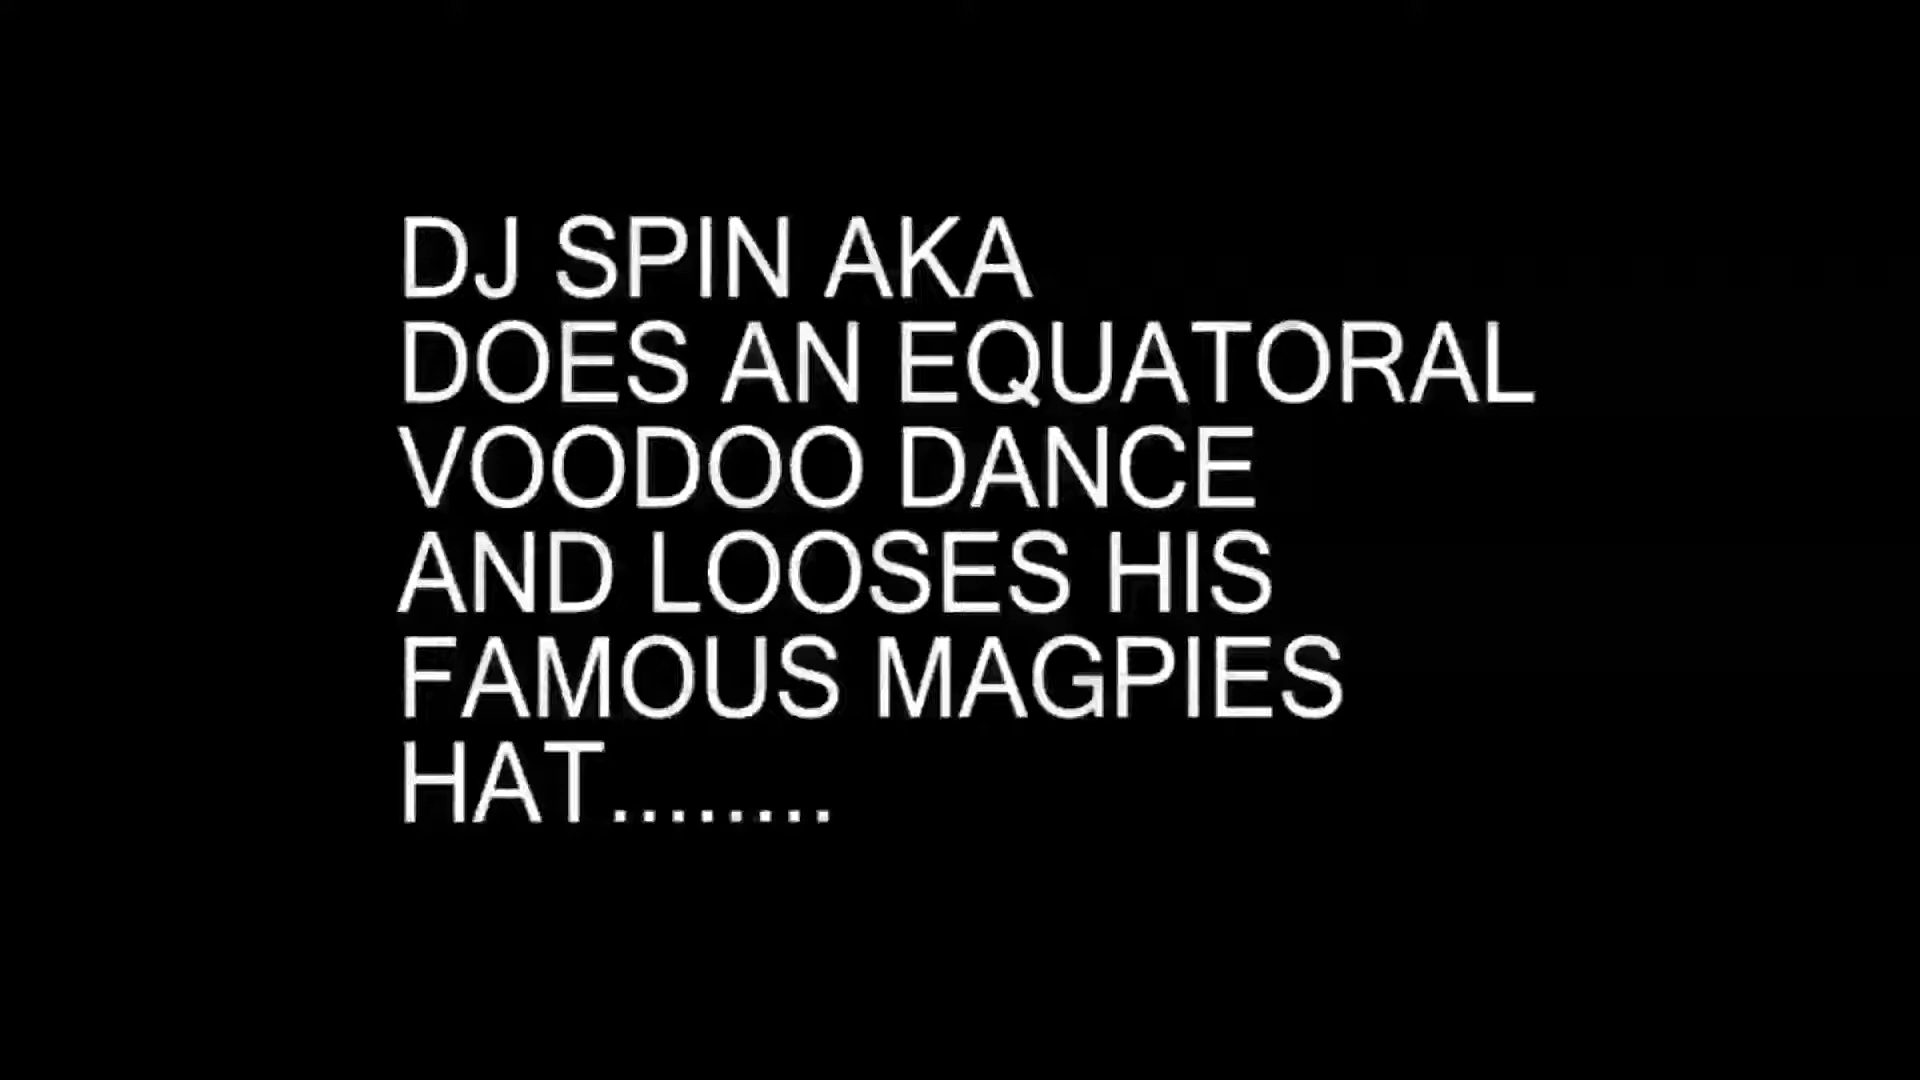 DJ SPIN AKA
DOES AN EQUATORAL
VOODOO DANCE
AND LOOSES HIS
FAMOUS MAGPIES
HAT........